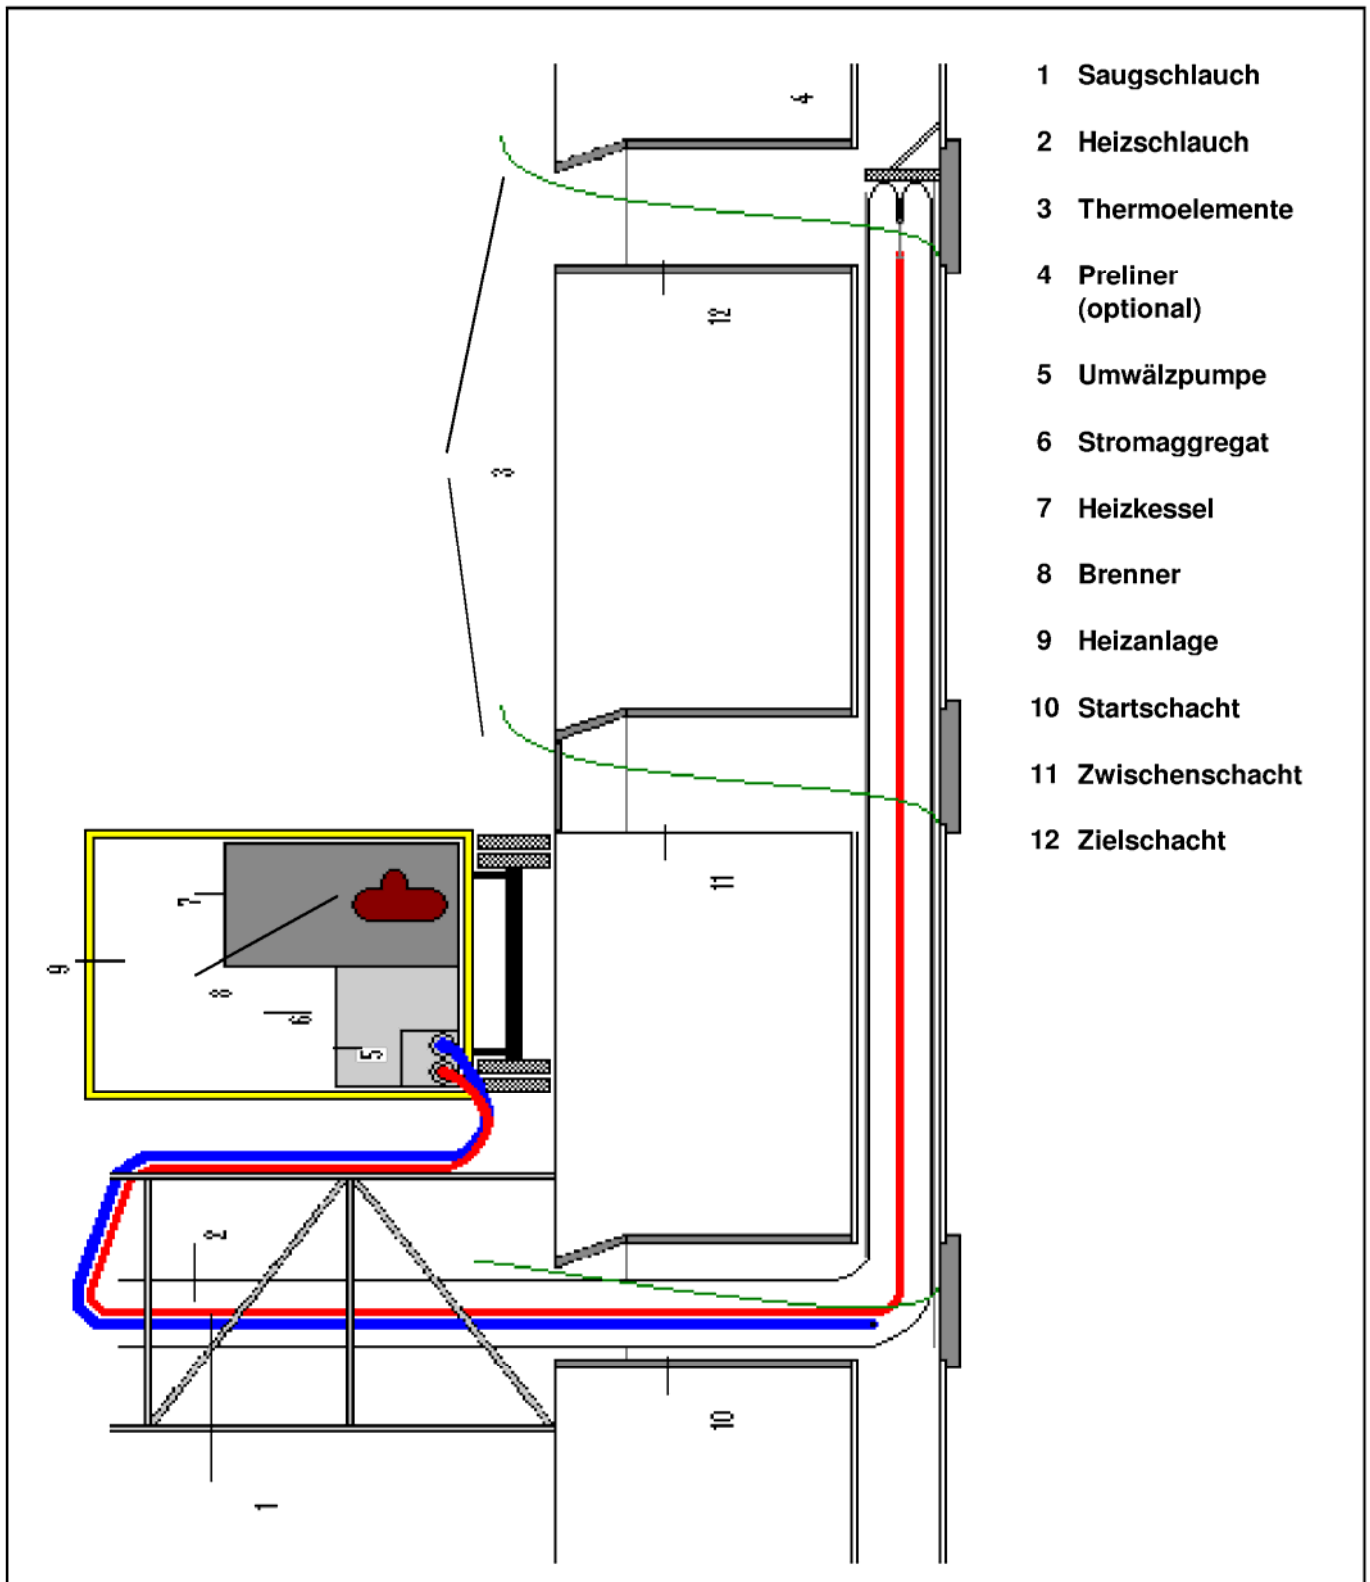 1 Saugschlauch
2 Heizschlauch
3 Thermoelemente
4 Preliner
(optional)
5 Umwälzpumpe
6 Stromaggregat
7 Heizkessel
8 Brenner
9 Heizanlage
10 Startschacht
11 Zwischenschacht
12 Zielschacht
4
12
3
11
7
9
8
6
5
2
10
1